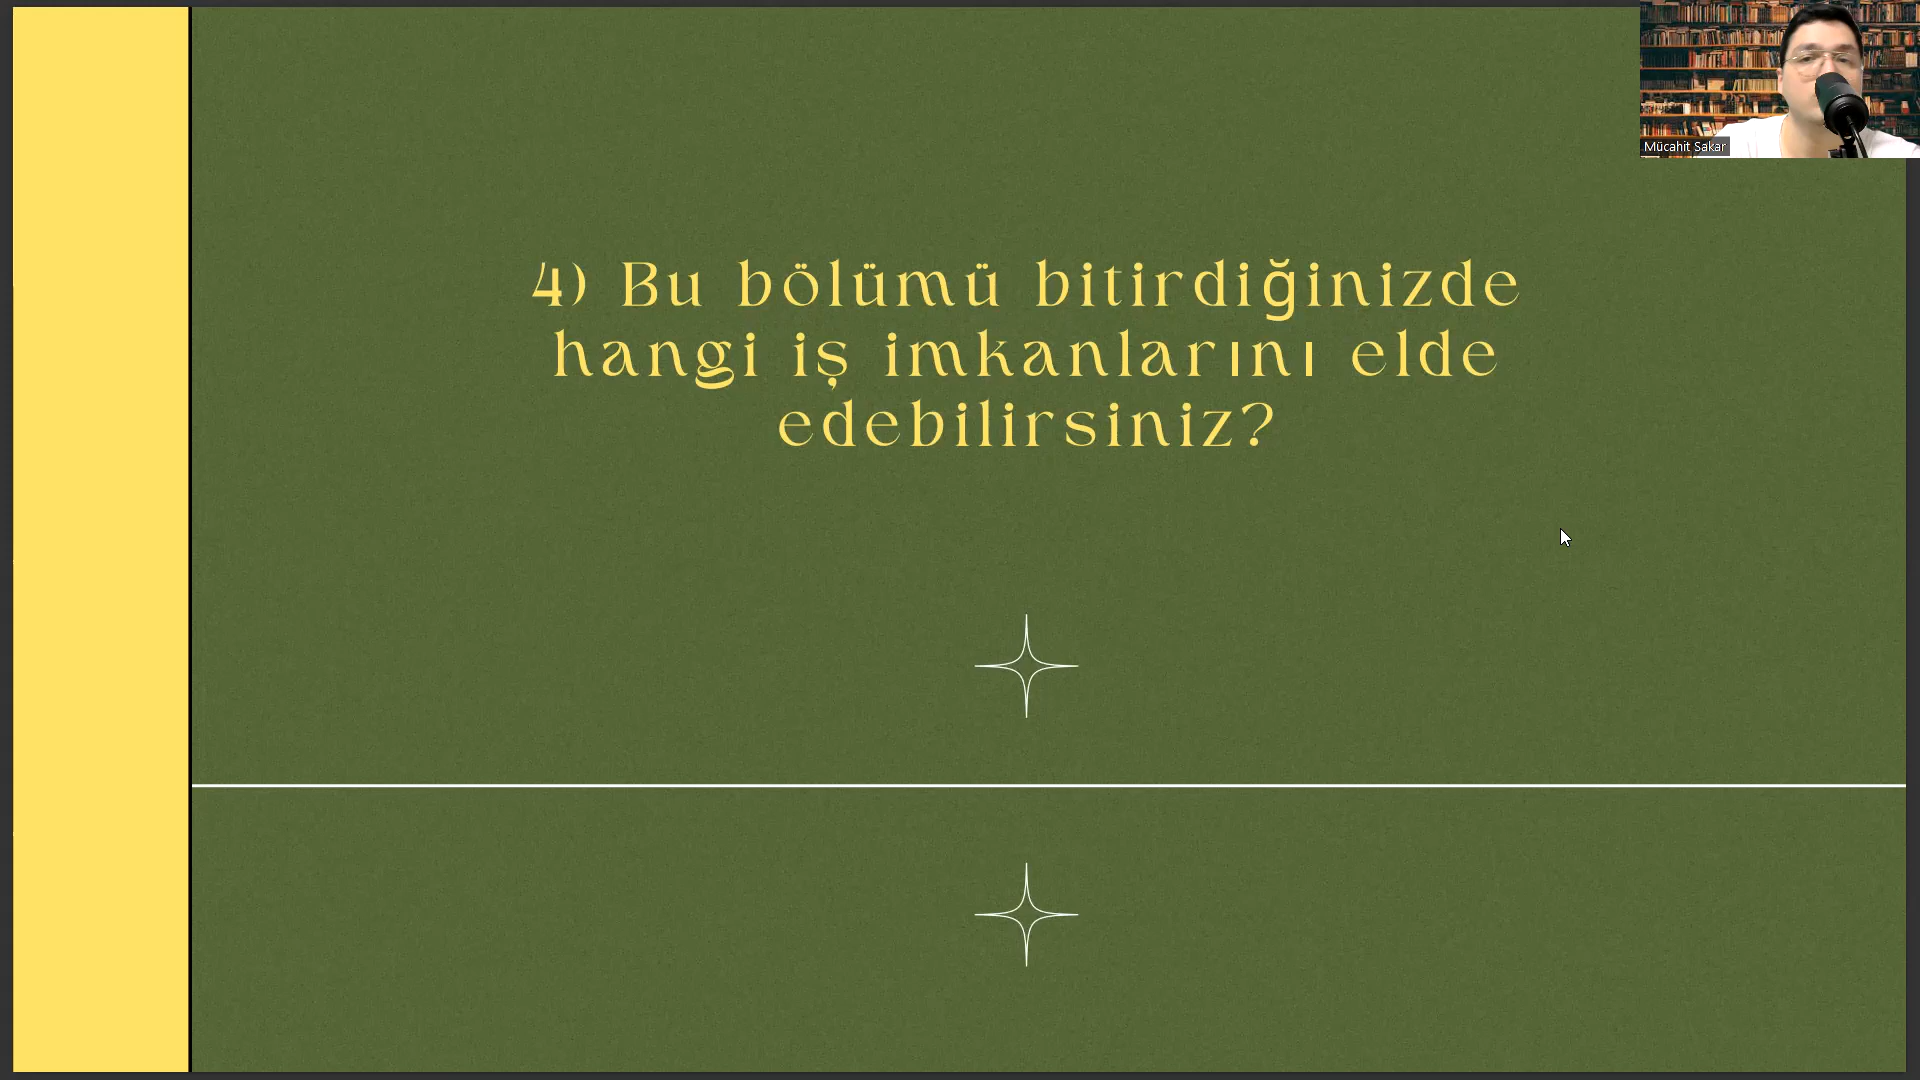 Mücahit Sakar
4) Bu bölümü bitirdiğinizde
hangi iş imkanlarını elde
edebilirsiniz?